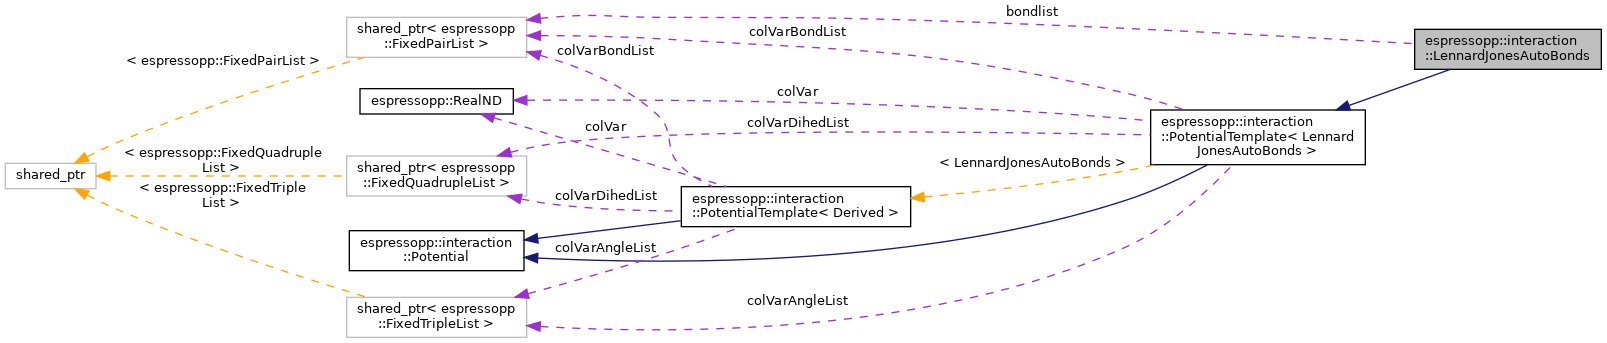 bondlist
shared_ptr< espressopp
::FixedPairList >
colVarBondList
espressopp::interaction
::LennardJonesAutoBonds
colVarBondList
< espressopp::FixedPairList >
espressopp::RealND
colVar
colVar
colVarDihedList
espressopp::interaction
::PotentialTemplate< Lennard
JonesAutoBonds >
< espressopp::FixedQuadruple
List >
shared_ptr
shared_ptr< espressopp
::FixedQuadrupleList >
< LennardJonesAutoBonds >
< espressopp::FixedTriple
List >
colVarDihedList
espressopp::interaction
::PotentialTemplate< Derived >
espressopp::interaction
::Potential
colVarAngleList
shared_ptr< espressopp
::FixedTripleList >
colVarAngleList